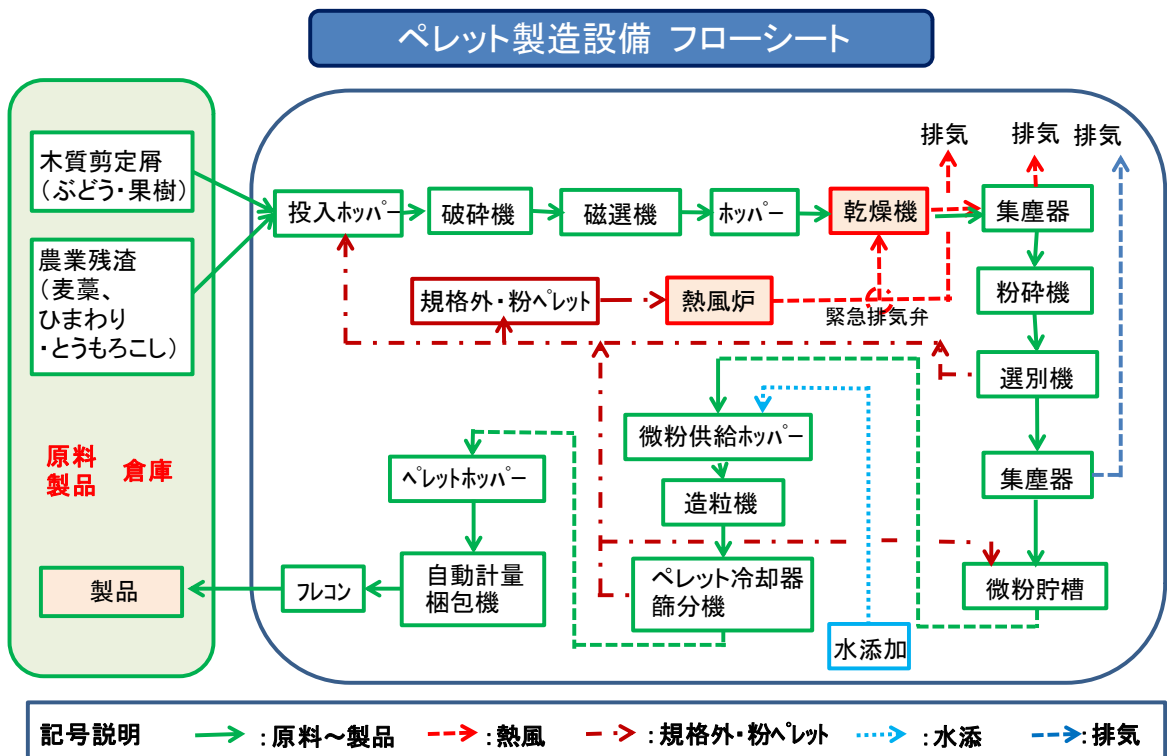 ペレット製造設備 フローシート
排気
排気
排気
木質剪定屑
(ぶどう・果樹)
投入ホッパー
破砕機
磁選機
ホッパー
乾燥機
集塵器
農業残渣
(麦藁、
ひまわり
・とうもろこし)
規格外・粉ペレット
熱風炉
緊急排気弁
粉砕機
選別機
微粉供給ホッパー
原料
製品
倉庫
ペレットホッパー
造粒機
集塵器
製品
フレコン
自動計量
梱包機
ペレット冷却器
篩分機
水添加
微粉貯槽
記号説明
:原料~製品
:熱風
:規格外・粉ペレット
:水添
:排気